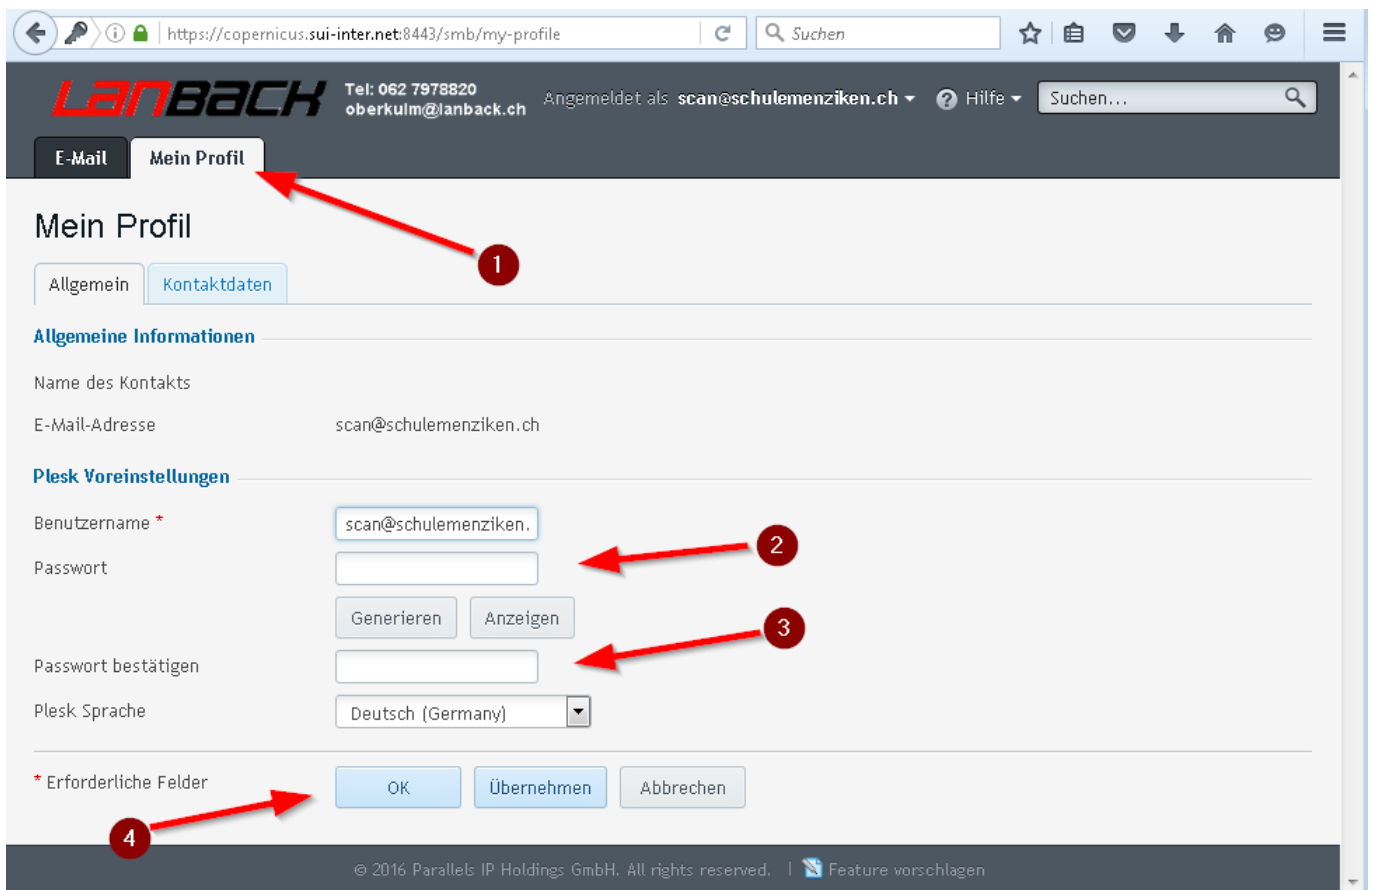 https://copernicus.sui-inter.net:8443/smb/my-profile
Suchen
LANBACK
Tel: 062 7978820
oberkulm@lanback.ch
Angemeldet als scan@schulemenziken.ch
Hilfe
Suchen...
E-Mail
Mein Profil
Mein Profil
1
Allgemein
Kontaktdaten
Allgemeine Informationen
Name des Kontakts
E-Mail-Adresse
scan@schulemenziken.ch
Plesk Voreinstellungen
Benutzername *
scan@schulemenziken.
2
Passwort
Generieren
Anzeigen
3
Passwort bestätigen
Plesk Sprache
Deutsch (Germany)
* Erforderliche Felder
OK
Übernehmen
Abbrechen
4
© 2016 Parallels IP Holdings GmbH. All rights reserved. | Feature vorschlagen